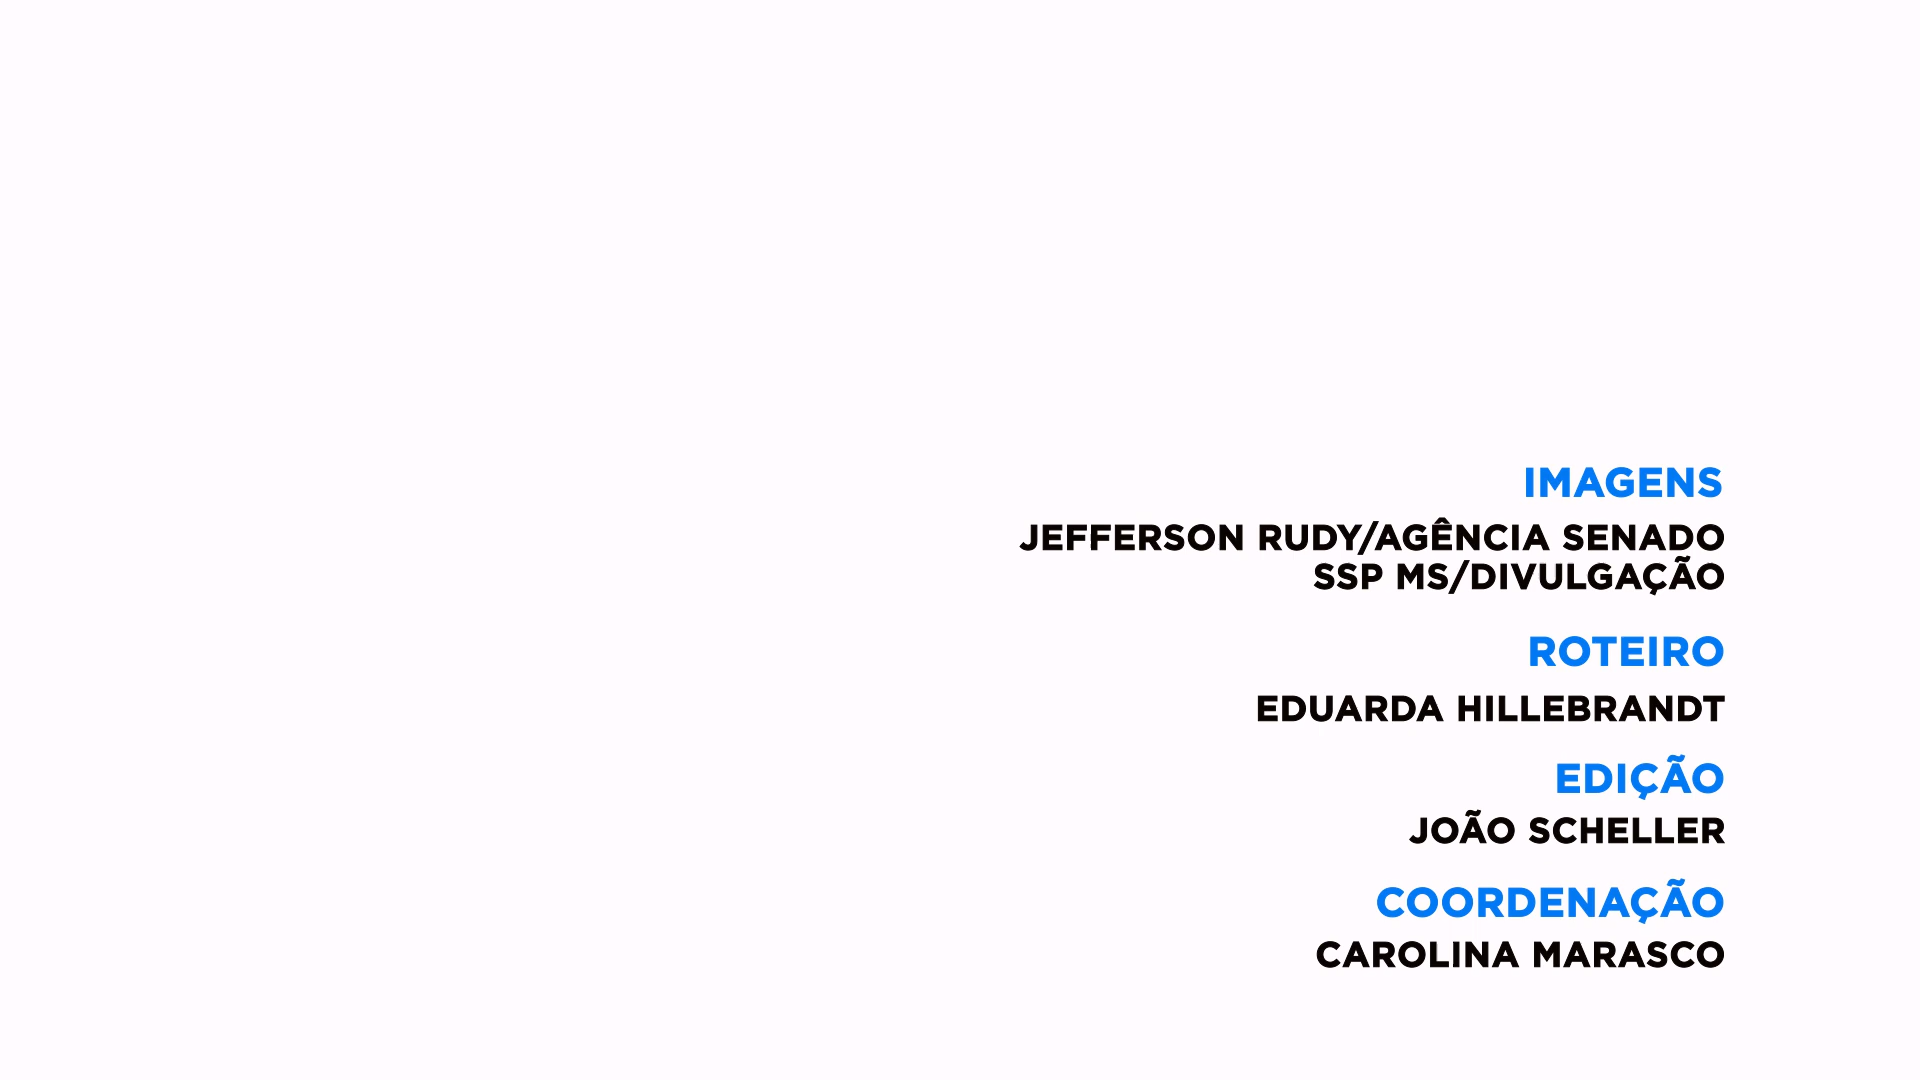 IMAGENS
JEFFERSON RUDY/AGÊNCIA SENADO
SSP MS/DIVULGAÇÃO
ROTEIRO
EDUARDA HILLEBRANDT
EDIÇÃO
JOÃO SCHELLER
COORDENAÇÃO
CAROLINA MARASCO